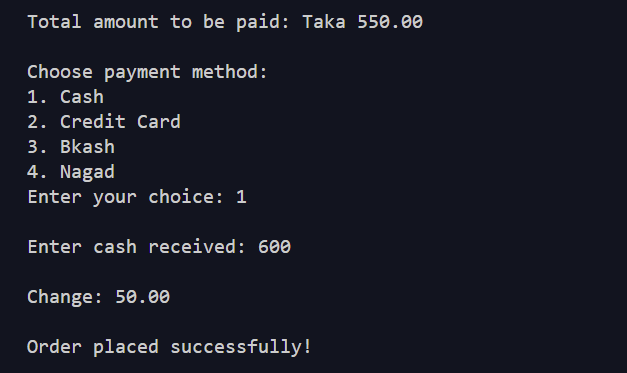 Total amount to be paid: Taka 550.00
Choose payment method:
1. Cash
2. Credit Card
3. Bkash
4. Nagad
Enter your choice: 1
Enter cash received: 600
Change: 50.00
Order placed successfully!